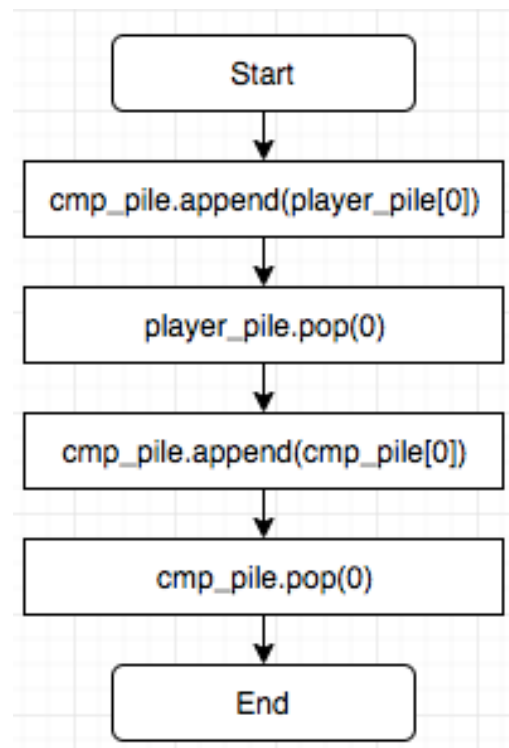 Start
cmp_pile.append(player_pile[0])
player_pile.pop(0)
cmp_pile.append(cmp_pile[0])
cmp_pile.pop(0)
End